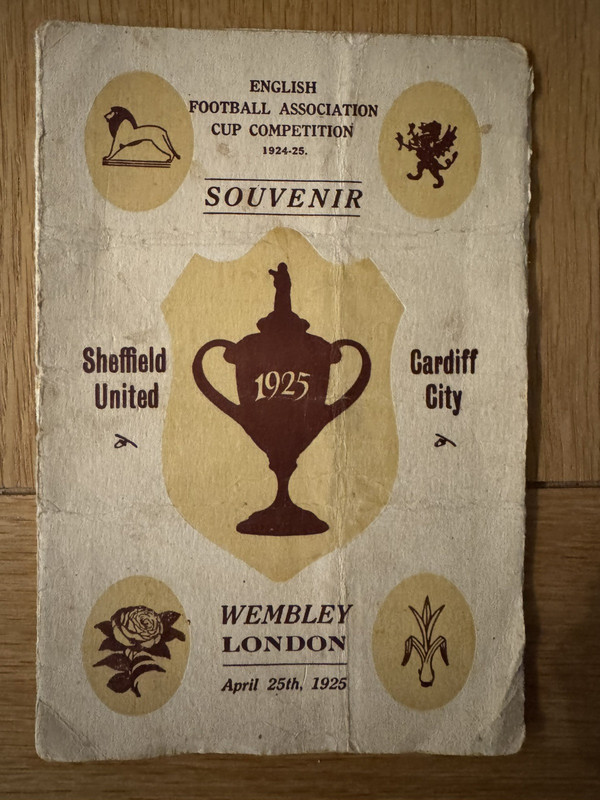 ENGLISH
FOOTBALL ASSOCIATION
CUP COMPETITION
1924-25.
SOUVENIR
Sheffield
United
1925
Cardiff
City
WEMBLEY
LONDON
April 25th, 1925